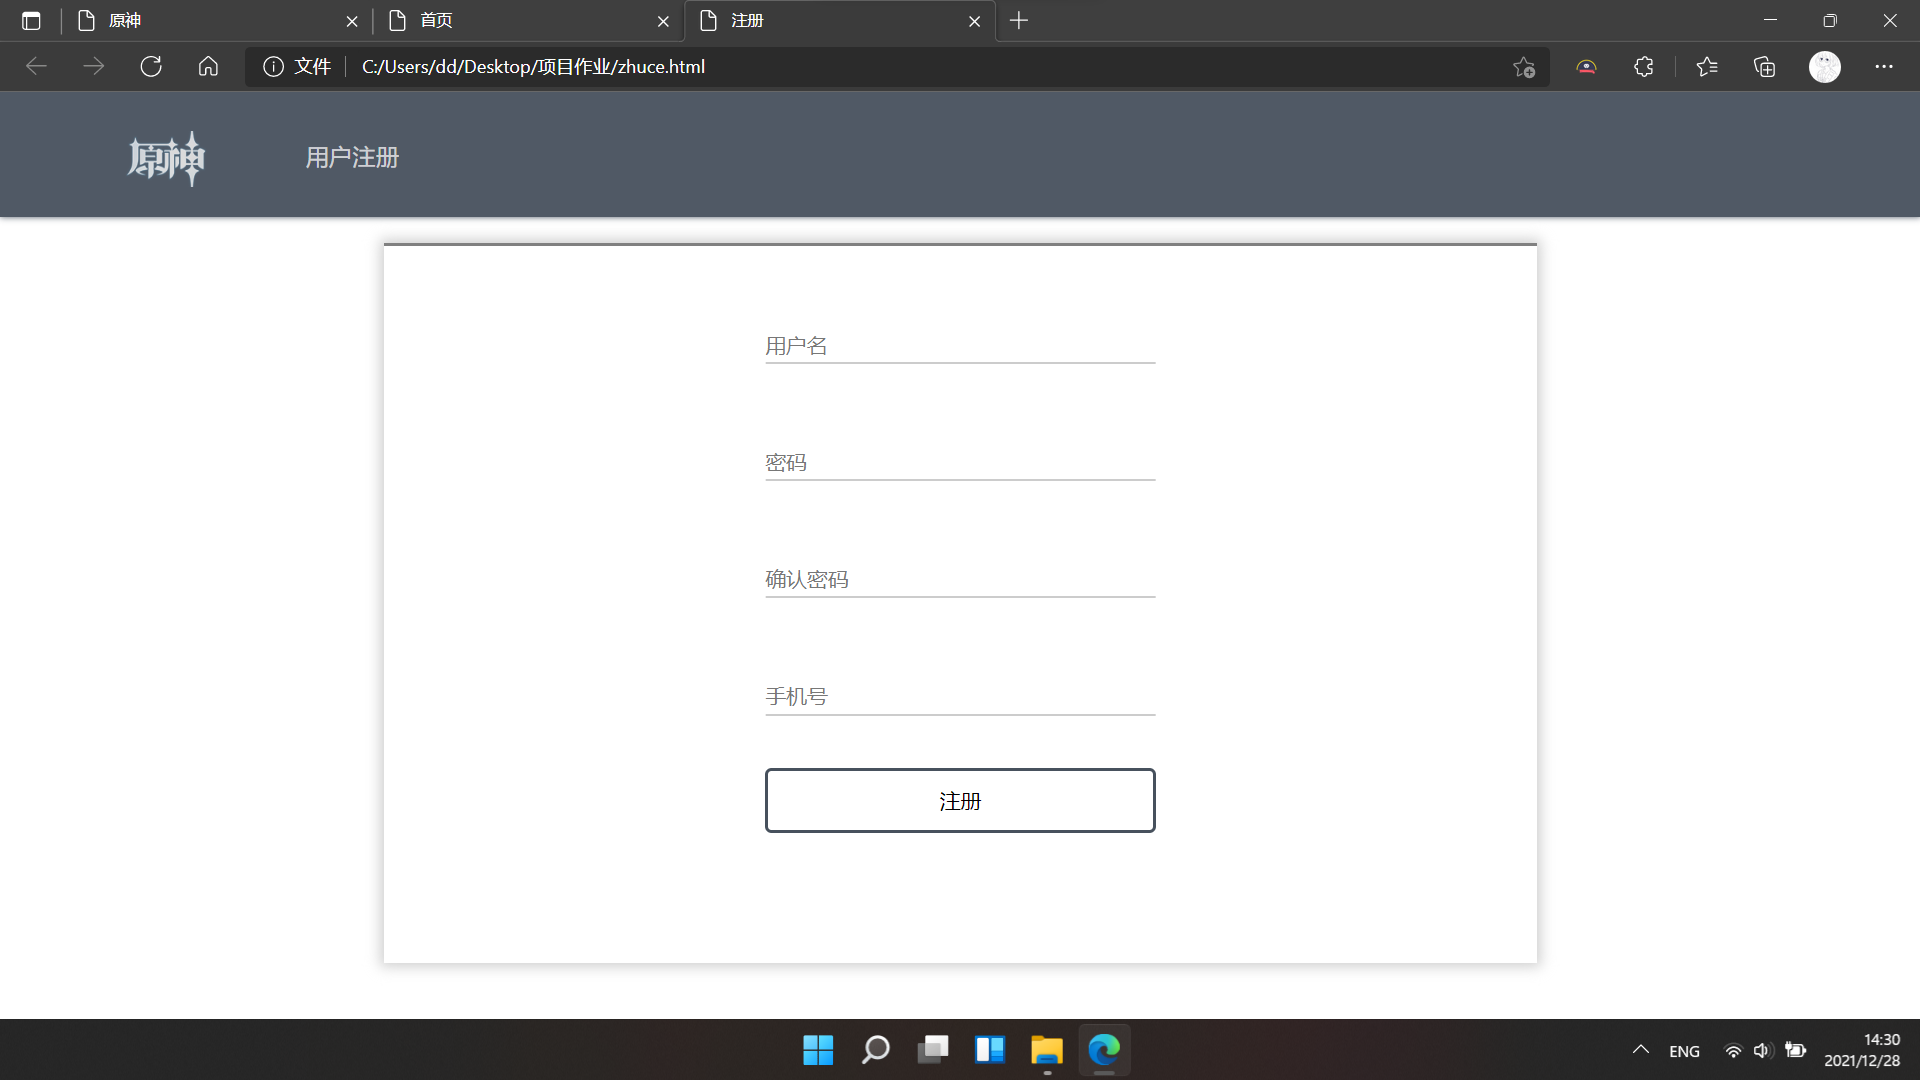 原神
首页
注册
文件
C:/Users/dd/Desktop/项目作业/zhuce.html
原神
用户注册
用户名
密码
确认密码
手机号
注册
ENG
14:30
2021/12/28